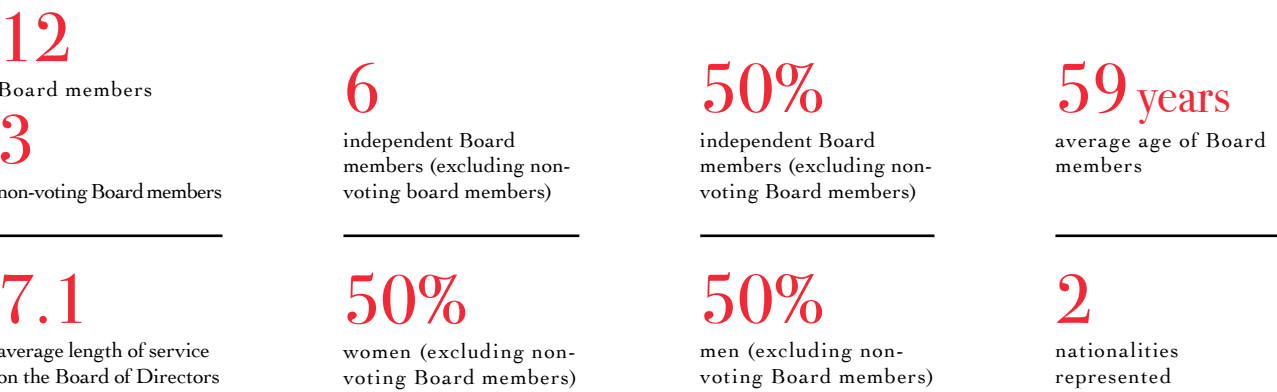 12
Board members
3
non-voting Board members
6
independent Board
members (excluding non-
voting board members)
50%
independent Board
members (excluding non-
voting Board members)
59 years
average age of Board
members
7.1
average length of service
on the Board of Directors
50%
women (excluding non-
voting Board members)
50%
men (excluding non-
voting Board members)
2
nationalities
represented